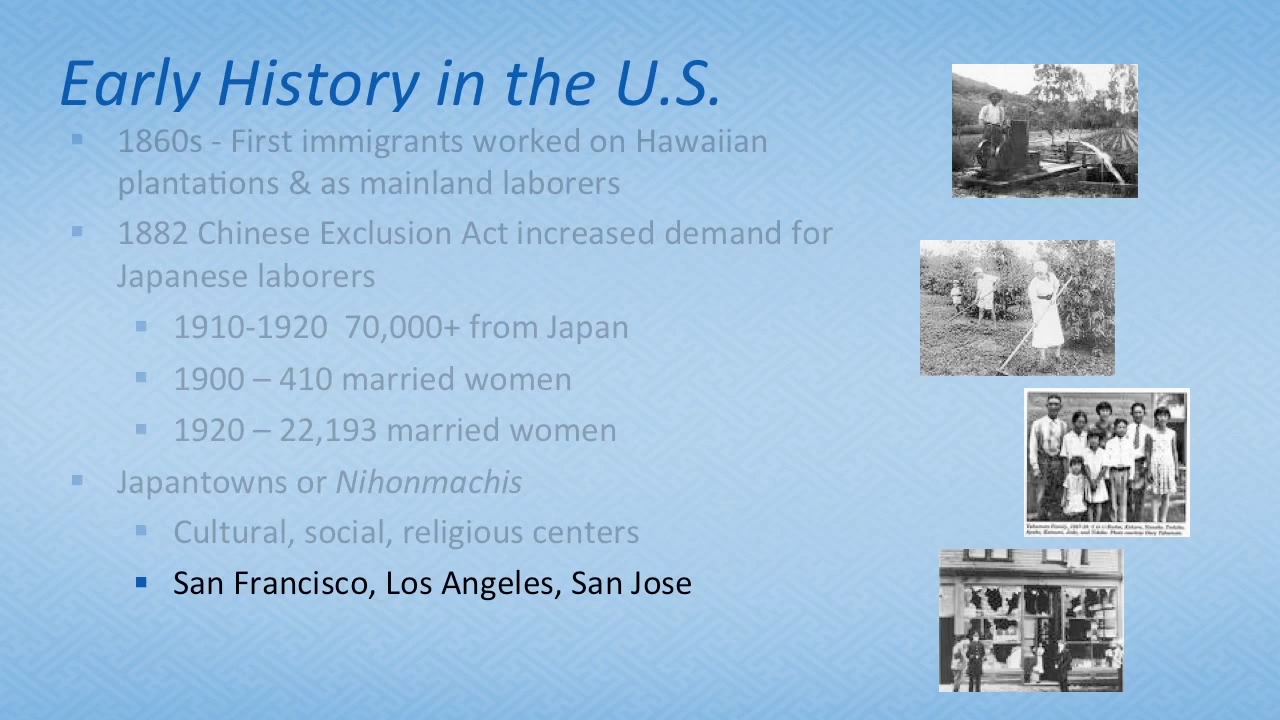 Early History in the U.S.
▪ 1860s - First immigrants worked on Hawaiian
plantations & as mainland laborers
▪ 1882 Chinese Exclusion Act increased demand for
Japanese laborers
▪ 1910-1920  70,000+ from Japan
▪ 1900 – 410 married women
▪ 1920 – 22,193 married women
▪ Japantowns or Nihonmachis
▪ Cultural, social, religious centers
▪ San Francisco, Los Angeles, San Jose